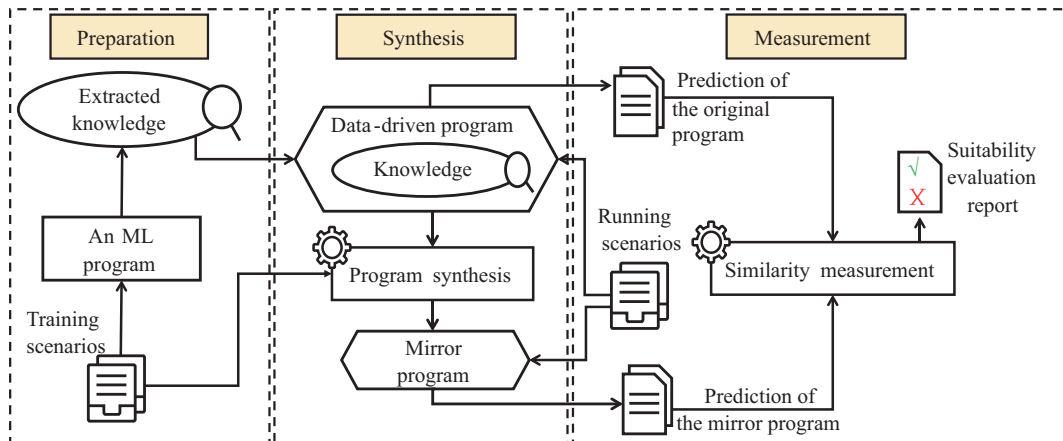 Preparation
Extracted
knowledge
An ML
program
Training
scenarios
Synthesis
Data-driven program
Knowledge
Program synthesis
Mirror
program
Measurement
Prediction of
the original
program
Running
scenarios
√
X
Suitability
evaluation
report
Similarity measurement
Prediction of
the mirror program